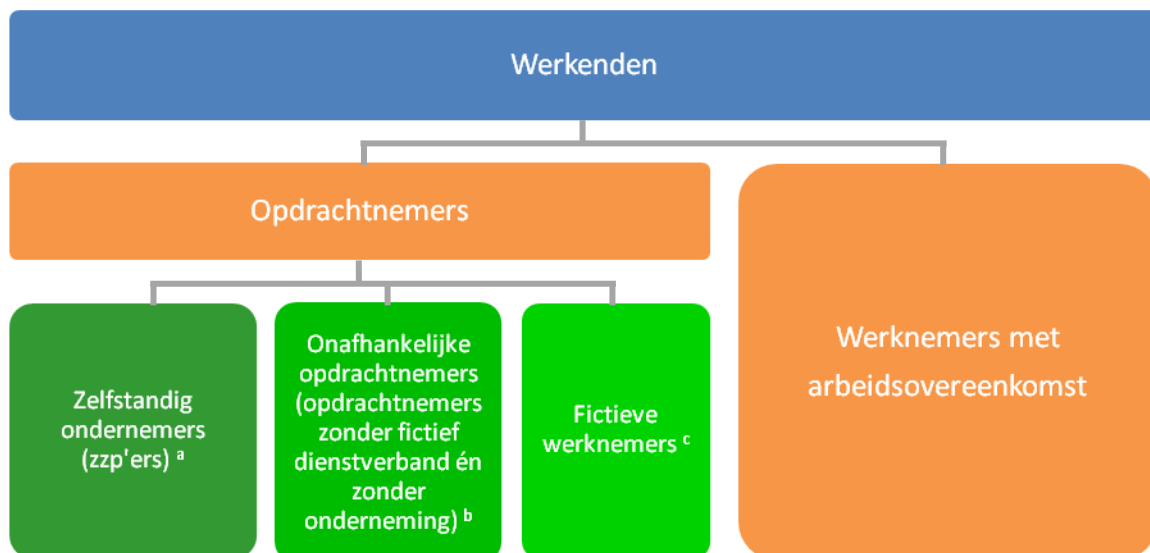 Werkenden
Opdrachtnemers
Werknemers met
arbeidsovereenkomst
Zelfstandig
ondernemers
(zzp'ers) ᵃ
Onafhankelijke
opdrachtnemers
(opdrachtnemers
zonder fictief
dienstverband én
zonder
onderneming) ᵇ
Fictieve
werknemers ᶜ